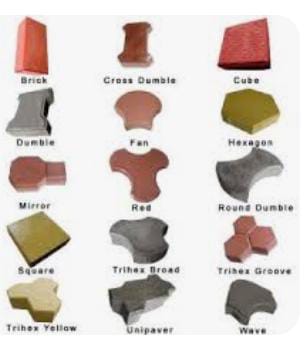 Brick
Cross Dumble
Cube
Dumble
Fan
Hexagon
Mirror
Red
Round Dumble
Square
Trihex Broad
Trihex Groove
Trihex Yellow
Unipaver
Wave